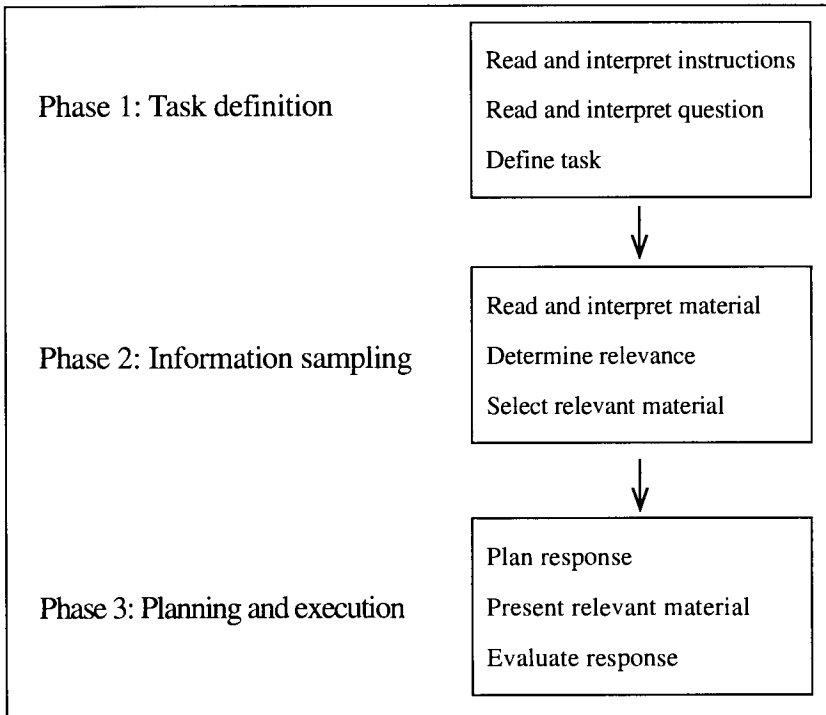 Phase 1: Task definition
Read and interpret instructions
Read and interpret question
Define task
Phase 2: Information sampling
Read and interpret material
Determine relevance
Select relevant material
Phase 3: Planning and execution
Plan response
Present relevant material
Evaluate response